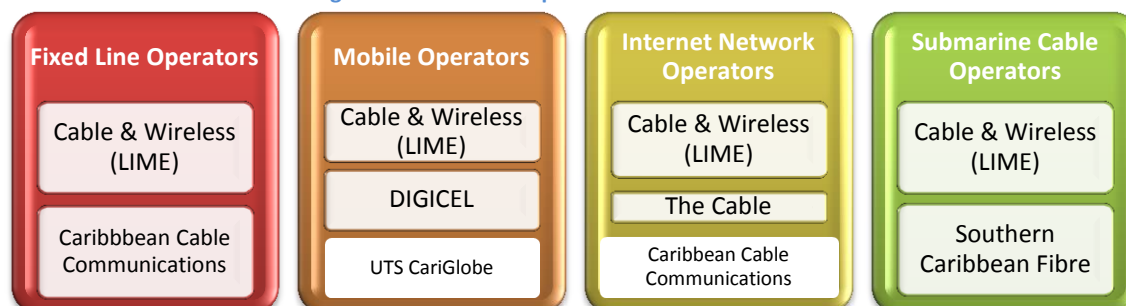 Fixed Line Operators
Cable & Wireless
(LIME)
Caribbbean Cable
Communications
Mobile Operators
Cable & Wireless
(LIME)
DIGICEL
UTS CariGlobe
Internet Network
Operators
Cable & Wireless
(LIME)
The Cable
Caribbean Cable
Communications
Submarine Cable
Operators
Cable & Wireless
(LIME)
Southern
Caribbean Fibre